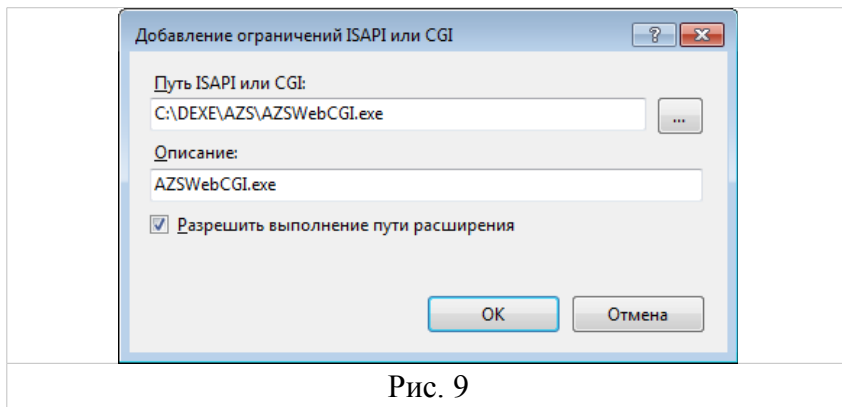 Добавление ограничений ISAPI или CGI
Путь ISAPI или CGI:
C:\DEXE\AZS\AZSWebCGI.exe
...
Описание:
AZSWebCGI.exe
Разрешить выполнение пути расширения
OK
Отмена
Рис. 9